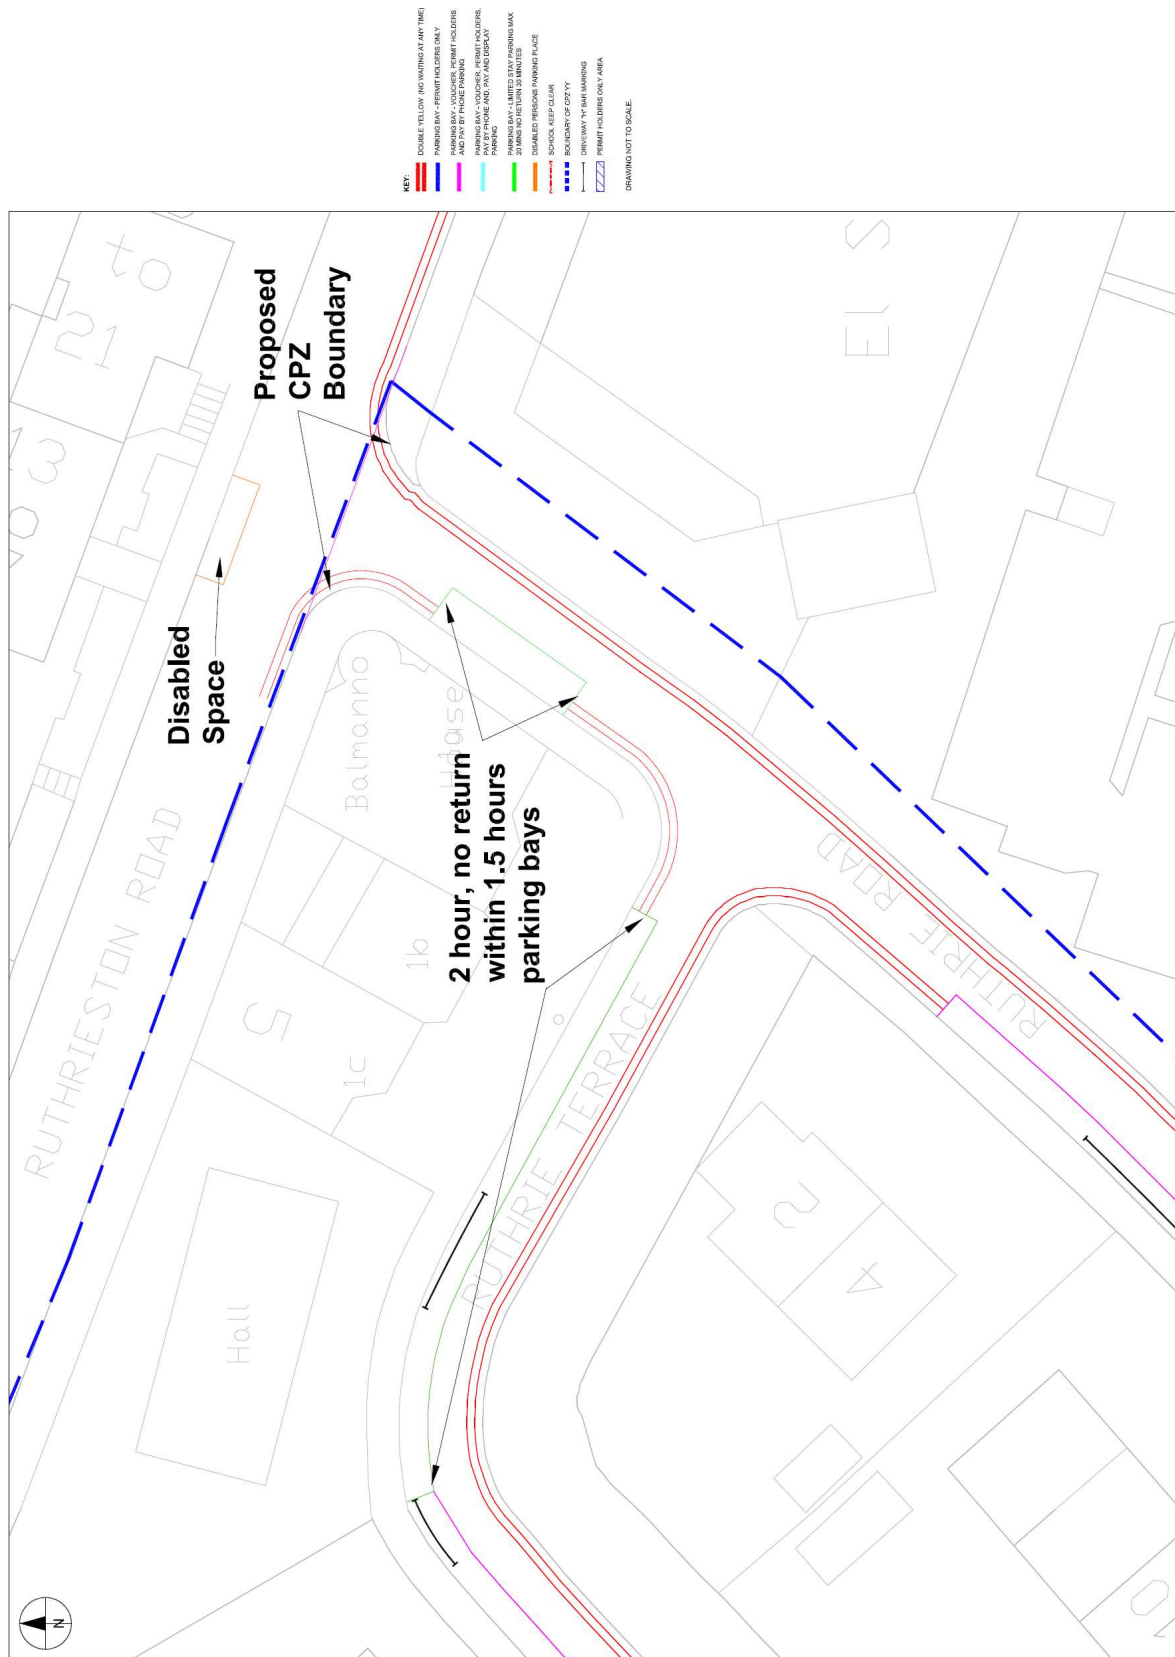 KEY:
DOUBLE YELLOW (NO WAITING AT ANY TIME)
PARKING BAY - PERMIT HOLDERS ONLY
PARKING BAY - VOUCHER, PERMIT HOLDERS
AND PAY BY PHONE PARKING
PARKING BAY - VOUCHER, PERMIT HOLDERS,
PAY BY PHONE AND, PAY AND DISPLAY
PARKING
PARKING BAY - LIMITED STAY PARKING MAX
20 MINS NO RETURN 30 MINUTES
DISABLED PERSONS PARKING PLACE
SCHOOL KEEP CLEAR
BOUNDARY OF CPZ YY
DRIVEWAY 'H' BAR MARKING
PERMIT HOLDERS ONLY AREA
DRAWING NOT TO SCALE.
Proposed
CPZ
Boundary
Disabled
Space
2 hour, no return
within 1.5 hours
parking bays
RUTHRIESTON ROAD
RUTHRIE TERRACE
RUTHRIE ROAD
Balmanno
House
Hall
5
1b
1c
2
4
13
21
El S
N